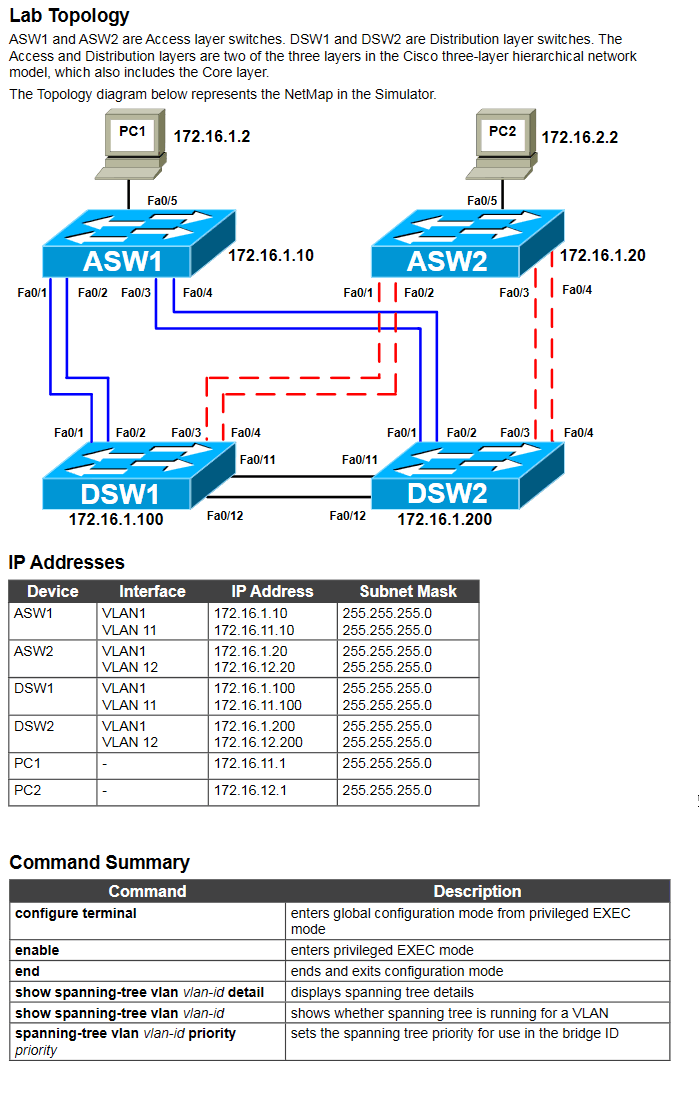 Lab Topology
ASW1 and ASW2 are Access layer switches. DSW1 and DSW2 are Distribution layer switches. The
Access and Distribution layers are two of the three layers in the Cisco three-layer hierarchical network
model, which also includes the Core layer.
The Topology diagram below represents the NetMap in the Simulator.
PC1 172.16.1.2 PC2 172.16.2.2
Fa0/5 Fa0/5
ASW1 172.16.1.10 ASW2 172.16.1.20
Fa0/1 Fa0/2 Fa0/3 Fa0/4 Fa0/1 Fa0/2 Fa0/3 Fa0/4
Fa0/1 Fa0/2 Fa0/3 Fa0/4 Fa0/1 Fa0/2 Fa0/3 Fa0/4
Fa0/11 Fa0/11
DSW1 DSW2
172.16.1.100 Fa0/12 Fa0/12 172.16.1.200
IP Addresses
Device Interface IP Address Subnet Mask
ASW1 VLAN1 172.16.1.10 255.255.255.0
VLAN 11 172.16.11.10 255.255.255.0
ASW2 VLAN1 172.16.1.20 255.255.255.0
VLAN 12 172.16.12.20 255.255.255.0
DSW1 VLAN1 172.16.1.100 255.255.255.0
VLAN 11 172.16.11.100 255.255.255.0
DSW2 VLAN1 172.16.1.200 255.255.255.0
VLAN 12 172.16.12.200 255.255.255.0
PC1 - 172.16.11.1 255.255.255.0
PC2 - 172.16.12.1 255.255.255.0
Command Summary
Command Description
configure terminal enters global configuration mode from privileged EXEC
mode
enable enters privileged EXEC mode
end ends and exits configuration mode
show spanning-tree vlan vlan-id detail displays spanning tree details
show spanning-tree vlan vlan-id shows whether spanning tree is running for a VLAN
spanning-tree vlan vlan-id priority sets the spanning tree priority for use in the bridge ID
priority